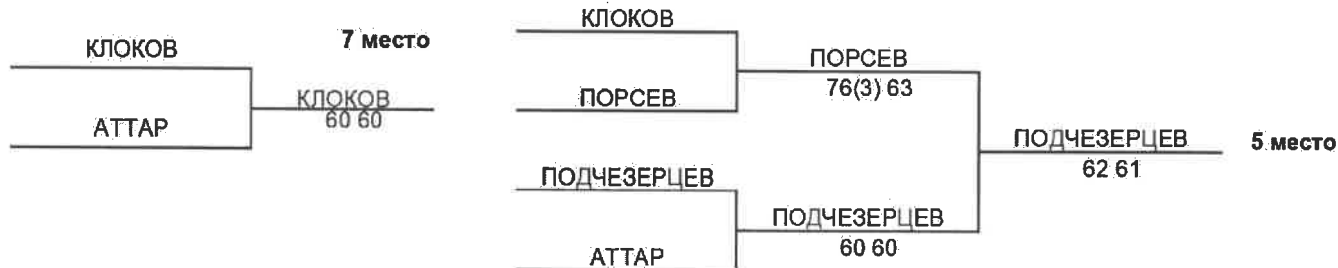 КЛОКОВ
7 место
КЛОКОВ
60 60
АТТАР
КЛОКОВ
ПОРСЕВ
76(3) 63
ПОРСЕВ
ПОДЧЕЗЕРЦЕВ
5 место
62 61
ПОДЧЕЗЕРЦЕВ
ПОДЧЕЗЕРЦЕВ
60 60
АТТАР